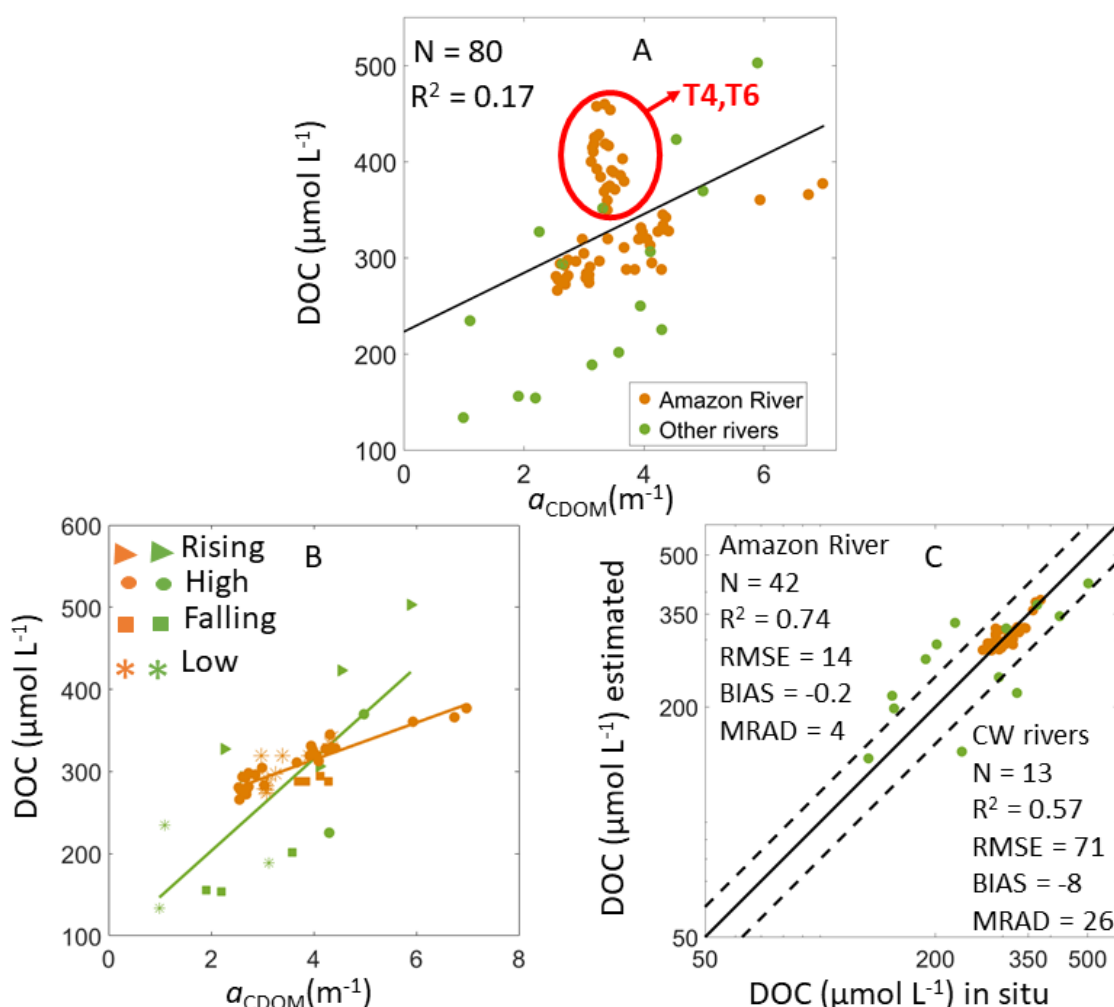 N = 80
A
R² = 0.17
T4,T6
500
400
300
200
100
DOC (µmol L⁻¹)
Amazon River
Other rivers
0 2 4 6
aCDOM(m⁻¹)
600
500
400
300
200
100
DOC (µmol L⁻¹)
B
Rising
High
Falling
Low
0 2 4 6 8
aCDOM(m⁻¹)
500
350
200
50
DOC (µmol L⁻¹) estimated
C
Amazon River
N = 42
R² = 0.74
RMSE = 14
BIAS = -0.2
MRAD = 4
CW rivers
N = 13
R² = 0.57
RMSE = 71
BIAS = -8
MRAD = 26
50 200 350 500
DOC (µmol L⁻¹) in situ